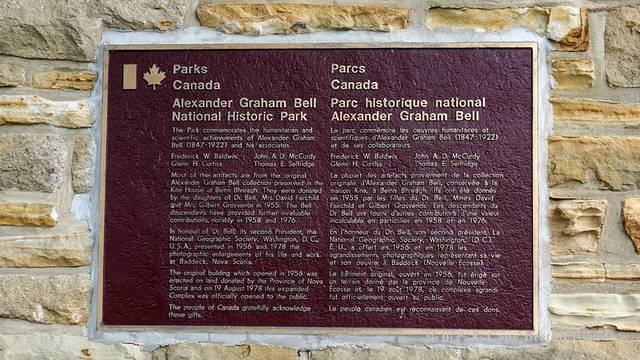 Parks
Canada
Alexander Graham Bell
National Historic Park
The Park commemorates the humanitarian and
scientific achievements of Alexander Graham
Bell (1847-1922) and his associates
Frederick W. Baldwin John A. D. McCurdy
Glenn H. Curtiss Thomas E. Selfridge
Most of the artifacts are from the original
Alexander Graham Bell collection preserved in the
Kite House at Beinn Bhreagh. They were donated
by the daughters of Dr. Bell, Mrs. David Fairchild
and Mrs. Gilbert Grosvenor in 1955. The Bell
descendants have provided further invaluable
contributions, notably in 1958 and 1976.
In honour of Dr. Bell, its second President, the
National Geographic Society, Washington, D.C.,
U.S.A., presented in 1956 and 1978 the
photographic enlargements of his life and work
at Baddeck, Nova Scotia.
The original building which opened in 1956 was
erected on land donated by the Province of Nova
Scotia and on 19 August 1978 this expanded
Complex was officially opened to the public.
The people of Canada gratefully acknowledge
these gifts.
Parcs
Canada
Parc historique national
Alexander Graham Bell
Le parc commémore les oeuvres humanitaires et
scientifiques d'Alexander Graham Bell (1847-1922)
et de ses collaborateurs
Frederick W. Baldwin John A. D. McCurdy
Glenn H. Curtiss Thomas E. Selfridge
La plupart des artefacts proviennent de la collection
originale d'Alexander Graham Bell, conservée à la
maison Kite, à Beinn Bhreagh. Ils ont été donnés
en 1955 par les filles du Dr. Bell, Mmes David
Fairchild et Gilbert Grosvenor. Les descendants du
Dr. Bell ont fourni d'autres contributions d'une valeur
incalculable, en particulier en 1958 et en 1976.
En l'honneur du Dr. Bell, son second président, La
National Geographic Society, Washington, (D.C.)
É.-U., a offert en 1956 et en 1978 les
agrandissements photographiques représentant sa vie
et son oeuvre à Baddeck (Nouvelle-Écosse).
Le bâtiment original, ouvert en 1956, fut érigé sur
un terrain donné par la province de Nouvelle-
Écosse et, le 19 août 1978, ce complexe agrandi
fut officiellement ouvert au public.
Le peuple canadien est reconnaissant de ces dons.